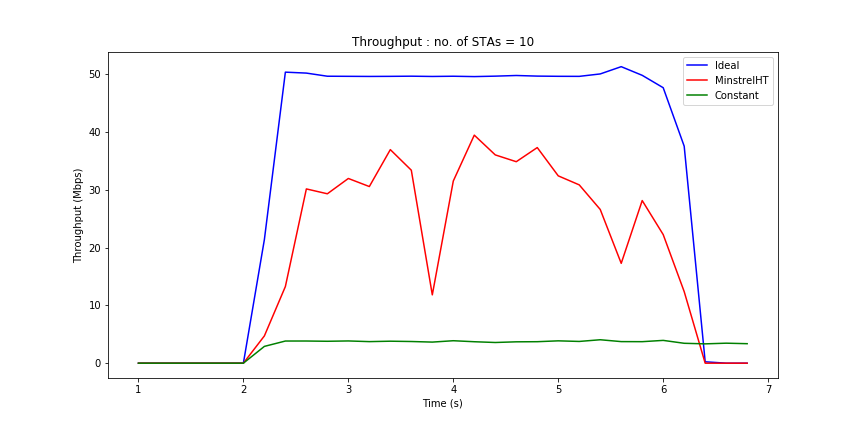 Throughput : no. of STAs = 10
Ideal
MinstrelHT
Constant
Throughput (Mbps)
50
40
30
20
10
0
1 2 3 4 5 6 7
Time (s)